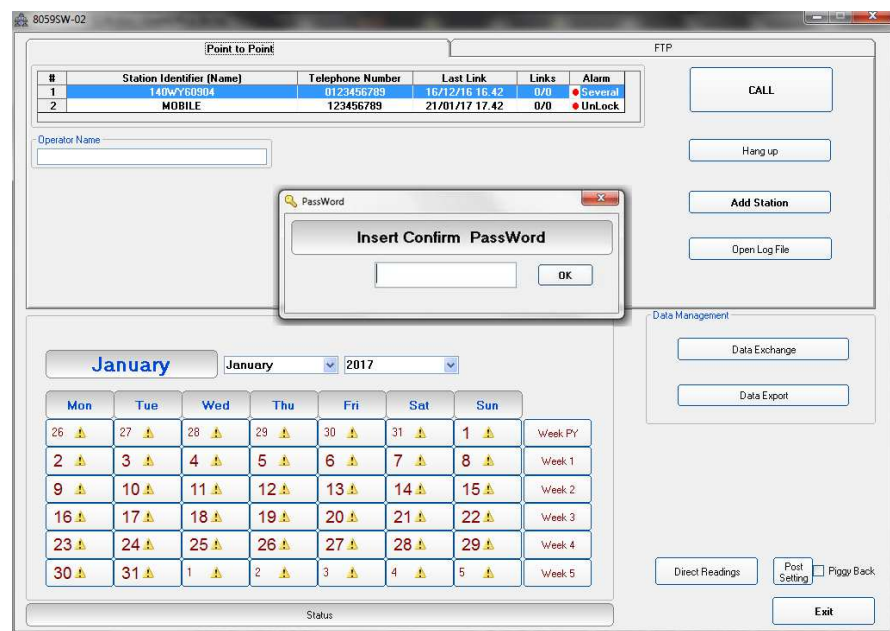 8059SW-02
Point to Point
FTP
# Station Identifier (Name) Telephone Number Last Link Links Alarm
1 140WY60904 0123456789 16/12/16 16.42 0/0 Several
2 MOBILE 123456789 21/01/17 17.42 0/0 UnLock
CALL
Operator Name
Hang up
PassWord
Add Station
Insert Confirm PassWord
Open Log File
OK
Data Management
January January 2017
Data Exchange
Data Export
Mon Tue Wed Thu Fri Sat Sun
26 27 28 29 30 31 1 Week PY
2 3 4 5 6 7 8 Week 1
9 10 11 12 13 14 15 Week 2
16 17 18 19 20 21 22 Week 3
23 24 25 26 27 28 29 Week 4
30 31 1 2 3 4 5 Week 5
Direct Readings
Post
Setting
Piggy Back
Status
Exit